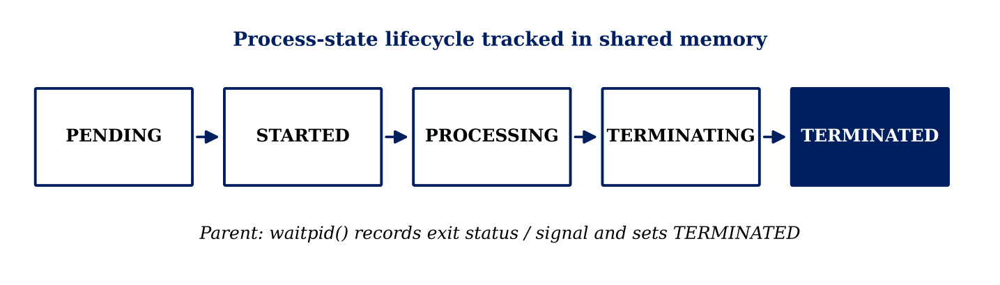 Process-state lifecycle tracked in shared memory
PENDING
STARTED
PROCESSING
TERMINATING
TERMINATED
Parent: waitpid() records exit status / signal and sets TERMINATED